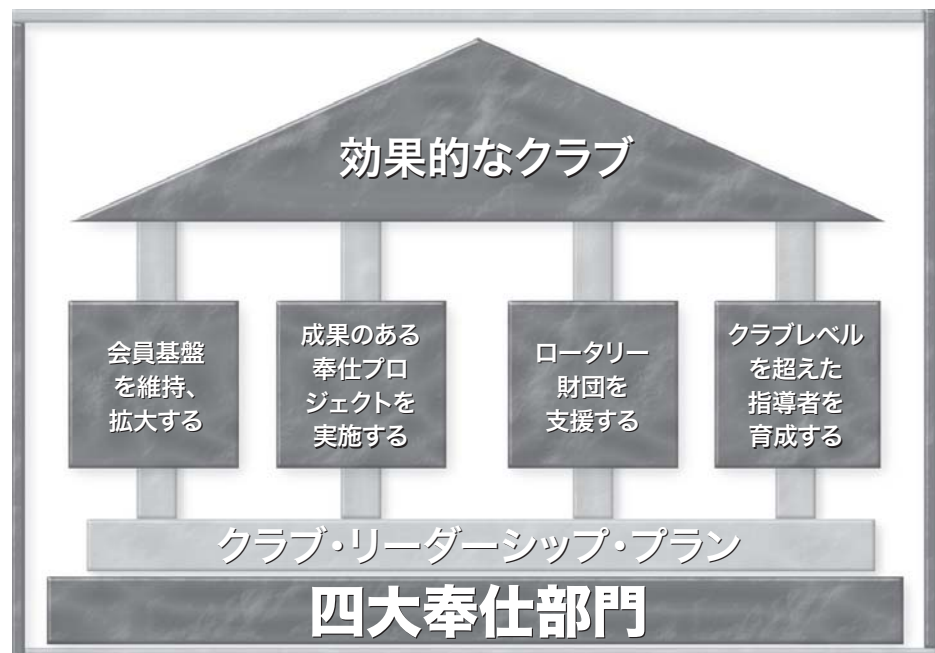 効果的なクラブ
会員基盤
を維持、
拡大する
成果のある
奉仕プロ
ジェクトを
実施する
ロータリー
財団を
支援する
クラブレベル
を超えた
指導者を
育成する
クラブ・リーダーシップ・プラン
四大奉仕部門